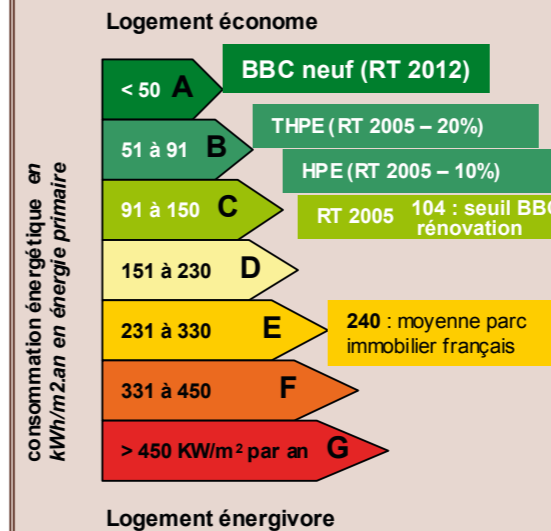 Logement économe
< 50 A
BBC neuf (RT 2012)
51 à 91 B
THPE (RT 2005 – 20%)
HPE (RT 2005 – 10%)
91 à 150 C
RT 2005
104 : seuil BBC
rénovation
151 à 230 D
231 à 330 E
240 : moyenne parc
immobilier français
331 à 450 F
> 450 KW/m² par an G
Logement énergivore
consommation énergétique en
kWh/m2.an en énergie primaire